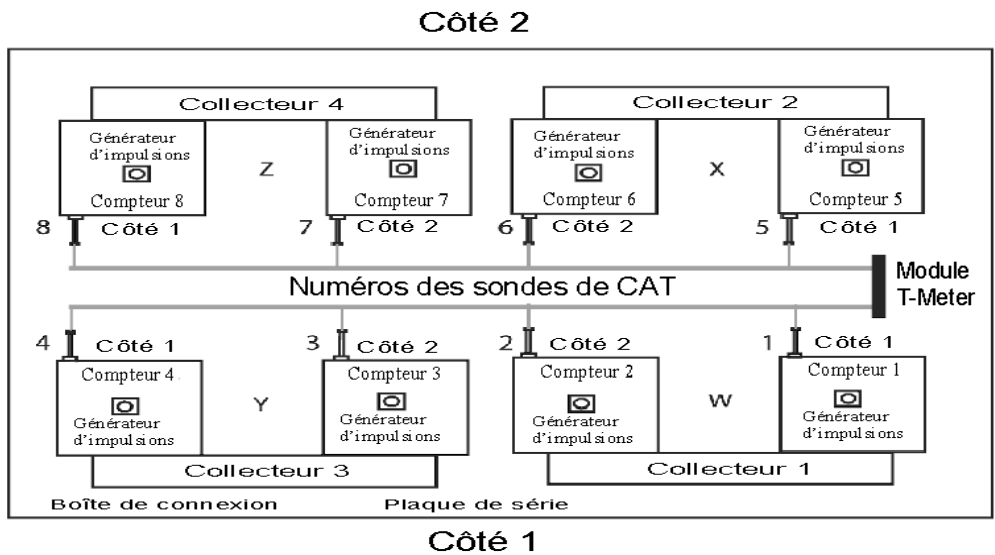 Côté 2
Collecteur 4
Collecteur 2
Générateur
d'impulsions
Compteur 8
Z
Générateur
d'impulsions
Compteur 7
Générateur
d'impulsions
Compteur 6
X
Générateur
d'impulsions
Compteur 5
8 Côté 1
7 Côté 2
6 Côté 2
5 Côté 1
Numéros des sondes de CAT
Module
T-Meter
4 Côté 1
3 Côté 2
2 Côté 2
1 Côté 1
Compteur 4
Générateur
d'impulsions
Y
Compteur 3
Générateur
d'impulsions
Compteur 2
Générateur
d'impulsions
W
Compteur 1
Générateur
d'impulsions
Collecteur 3
Collecteur 1
Boîte de connexion
Plaque de série
Côté 1